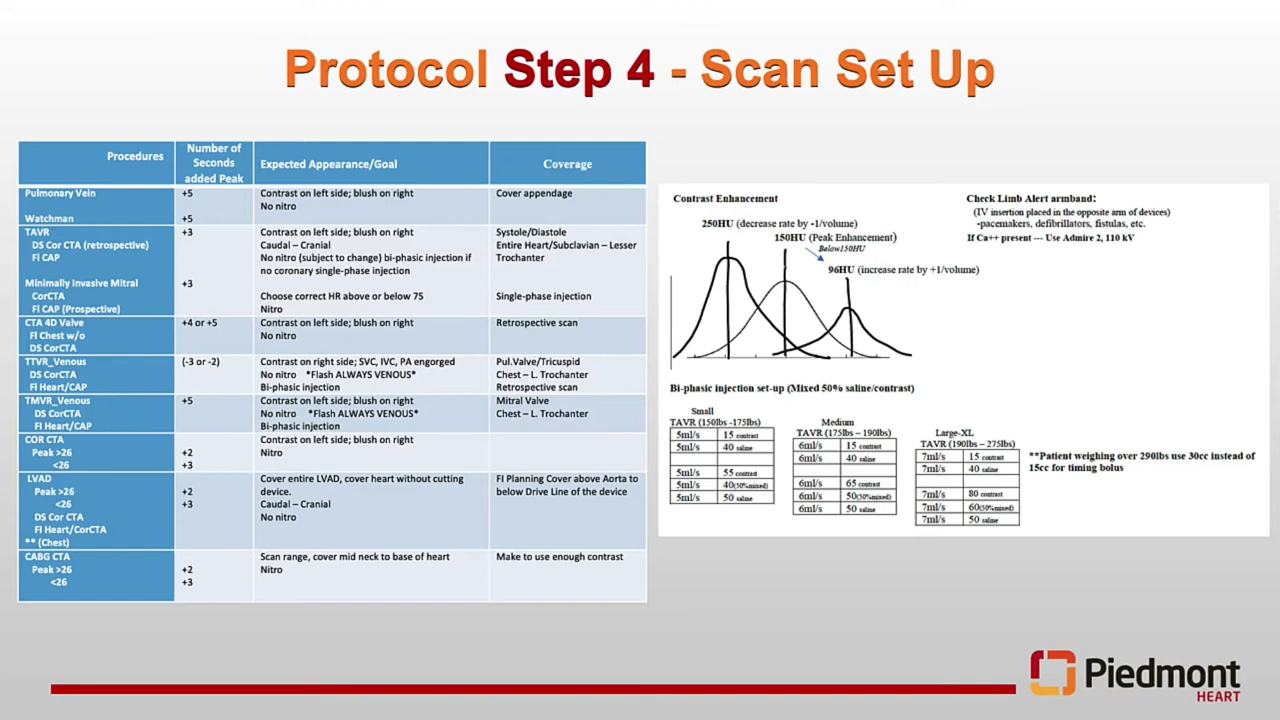 Protocol Step 4 - Scan Set Up
Procedures Number of Seconds added Peak Expected Appearance/Goal Coverage
Pulmonary Vein +5 Contrast on left side; blush on right Cover appendage
No nitro
Watchman +5
TAVR +3 Contrast on left side; blush on right Systole/Diastole
DS Cor CTA (retrospective) Caudal – Cranial Entire Heart/Subclavian – Lesser
Fl CAP No nitro (subject to change) bi-phasic injection if Trochanter
no coronary single-phase injection
Minimally Invasive Mitral +3
CorCTA Choose correct HR above or below 75 Single-phase injection
Fl CAP (Prospective) Nitro
CTA 4D Valve +4 or +5 Contrast on left side; blush on right Retrospective scan
Fl Chest w/o No nitro
DS CorCTA
TTVR_Venous (-3 or -2) Contrast on right side; SVC, IVC, PA engorged Pul.Valve/Tricuspid
DS CorCTA No nitro *Flash ALWAYS VENOUS* Chest – L. Trochanter
Fl Heart/CAP Bi-phasic injection Retrospective scan
TMVR_Venous +5 Contrast on left side; blush on right Mitral Valve
DS CorCTA No nitro *Flash ALWAYS VENOUS* Chest – L. Trochanter
Fl Heart/CAP Bi-phasic injection
COR CTA Contrast on left side; blush on right
Peak >26 +2 Nitro
<26 +3
LVAD Cover entire LVAD, cover heart without cutting FI Planning Cover above Aorta to
Peak >26 +2 device. below Drive Line of the device
<26 +3 Caudal – Cranial
DS Cor CTA No nitro
Fl Heart/CorCTA
** (Chest)
CABG CTA Scan range, cover mid neck to base of heart Make to use enough contrast
Peak >26 +2 Nitro
<26 +3
Contrast Enhancement
250HU (decrease rate by -1/volume)
150HU (Peak Enhancement)
Below150HU
96HU (increase rate by +1/volume)
Check Limb Alert armband:
(IV insertion placed in the opposite arm of devices)
-pacemakers, defibrillators, fistulas, etc.
If Ca++ present --- Use Admire 2, 110 kV
Bi-phasic injection set-up (Mixed 50% saline/contrast)
Small
TAVR (150lbs -175lbs)
5ml/s 15 contrast
5ml/s 40 saline
5ml/s 55 contrast
5ml/s 40(50%mixed)
5ml/s 50 saline
Medium
TAVR (175lbs – 190lbs)
6ml/s 15 contrast
6ml/s 40 saline
6ml/s 65 contrast
6ml/s 50(50%mixed)
6ml/s 50 saline
Large-XL
TAVR (190lbs – 275lbs)
7ml/s 15 contrast
7ml/s 40 saline
7ml/s 80 contrast
7ml/s 60(50%mixed)
7ml/s 50 saline
**Patient weighing over 290lbs use 30cc instead of
15cc for timing bolus
Piedmont
HEART